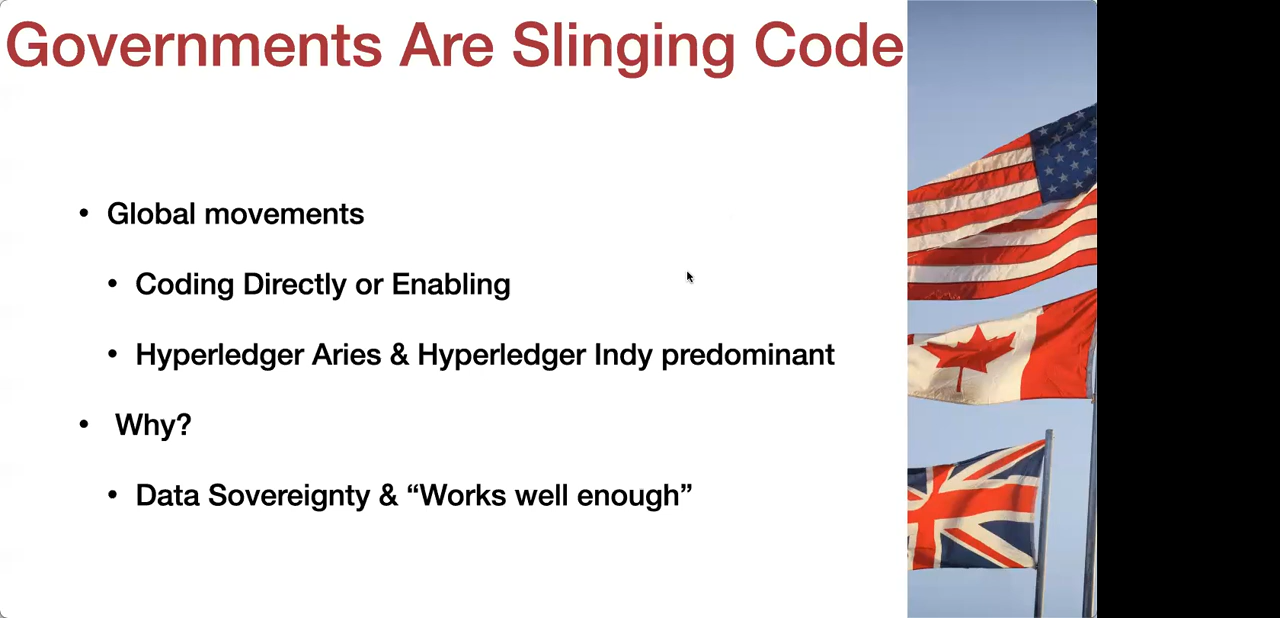 Governments Are Slinging Code
• Global movements
• Coding Directly or Enabling
• Hyperledger Aries & Hyperledger Indy predominant
• Why?
• Data Sovereignty & “Works well enough”